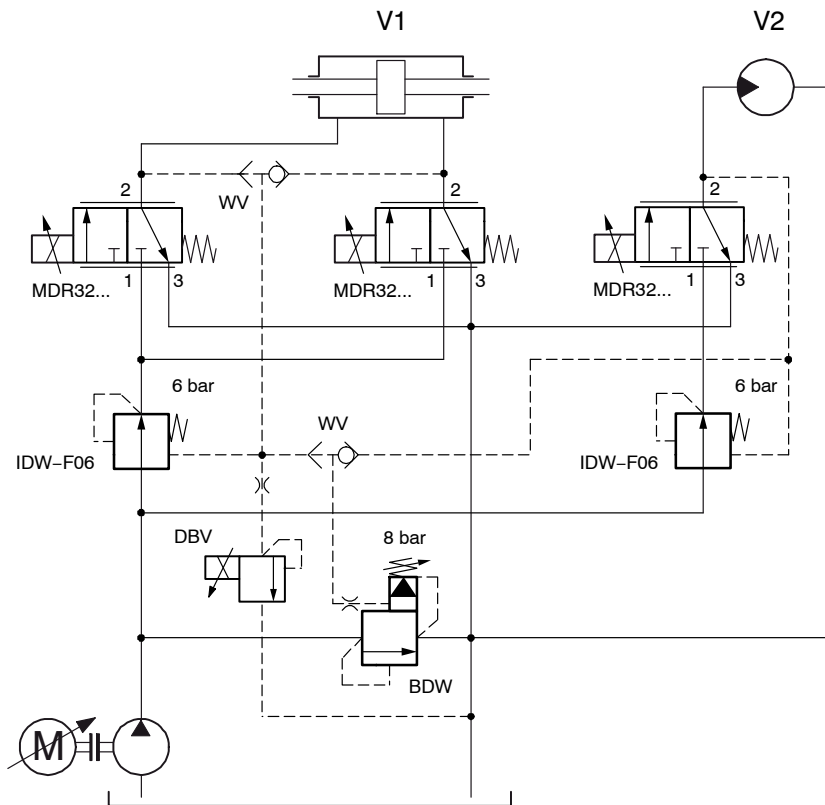 V1 V2
2 WV 2 2
1 3 1 3 1 3
MDR32... MDR32... MDR32...
6 bar 6 bar
WV
IDW−F06 IDW−F06
DBV 8 bar
BDW
M